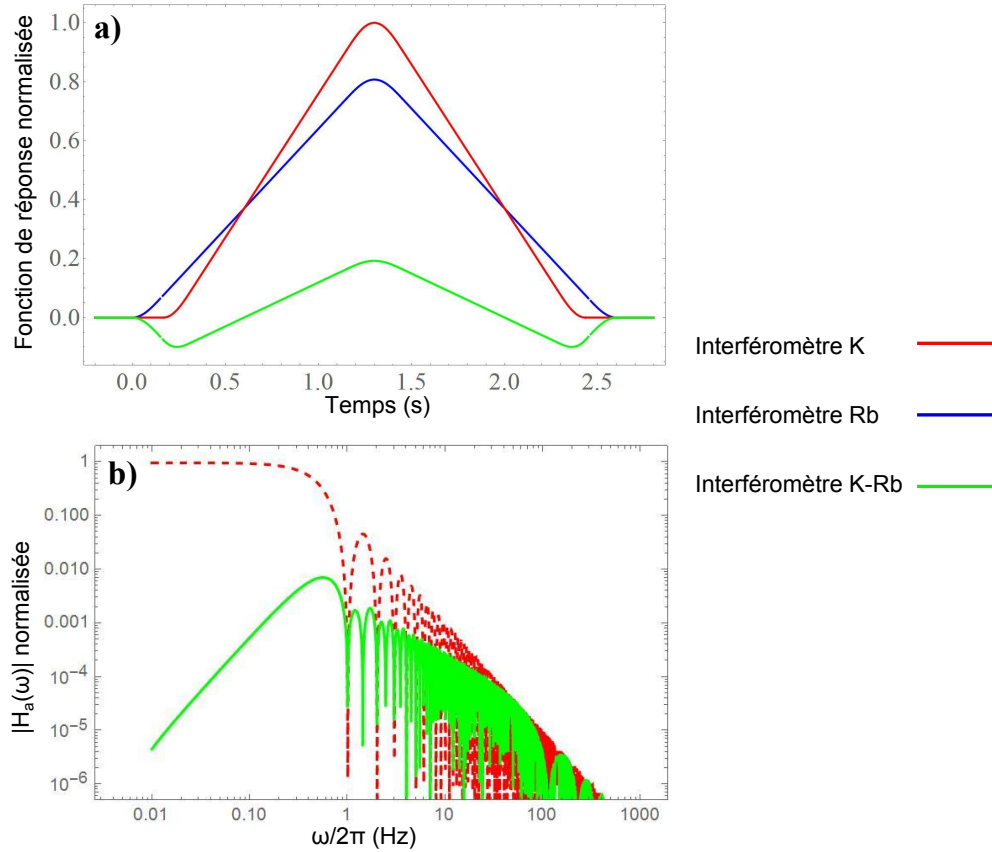 a)
Fonction de réponse normalisée
1.0
0.8
0.6
0.4
0.2
0.0
0.0
0.5
1.0
1.5
2.0
2.5
Temps (s)
Interféromètre K
Interféromètre Rb
Interféromètre K-Rb
b)
|Hₐ(ω)| normalisée
1
0.100
0.010
0.001
10⁻⁴
10⁻⁵
10⁻⁶
0.01
0.10
1
10
100
1000
ω/2π (Hz)